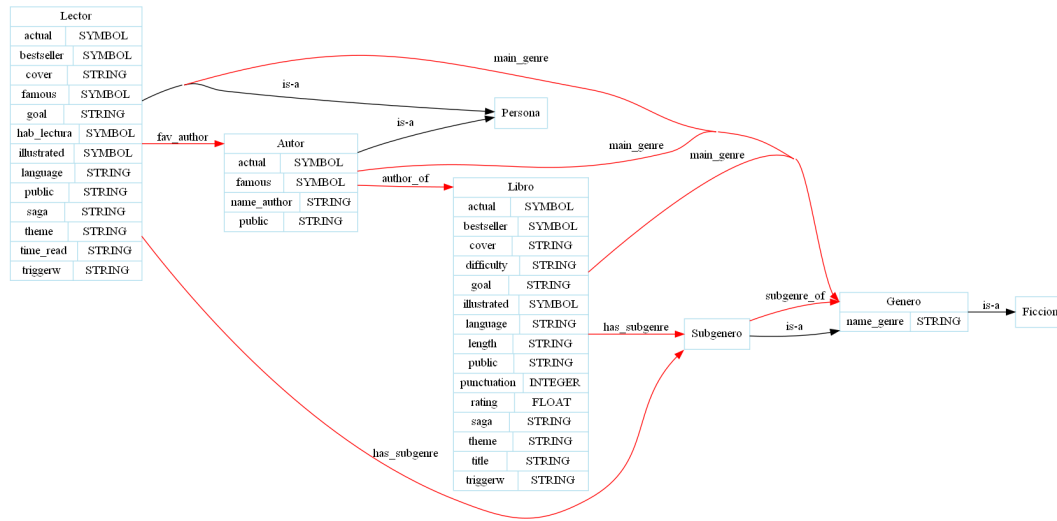 Lector
actual SYMBOL
bestseller SYMBOL
cover STRING
famous SYMBOL
goal STRING
hab_lectura SYMBOL
illustrated SYMBOL
language STRING
public STRING
saga STRING
theme STRING
time_read STRING
triggerw STRING
main_genre
is-a
Persona
is-a
fav_author
Autor
actual SYMBOL
famous SYMBOL
name_author STRING
public STRING
main_genre
main_genre
author_of
Libro
actual SYMBOL
bestseller SYMBOL
cover STRING
difficulty STRING
goal STRING
illustrated SYMBOL
language STRING
length STRING
public STRING
punctuation INTEGER
rating FLOAT
saga STRING
theme STRING
title STRING
triggerw STRING
has_subgenre
has_subgenre
Subgenero
subgenre_of
is-a
Genero
name_genre STRING
is-a
Ficcion